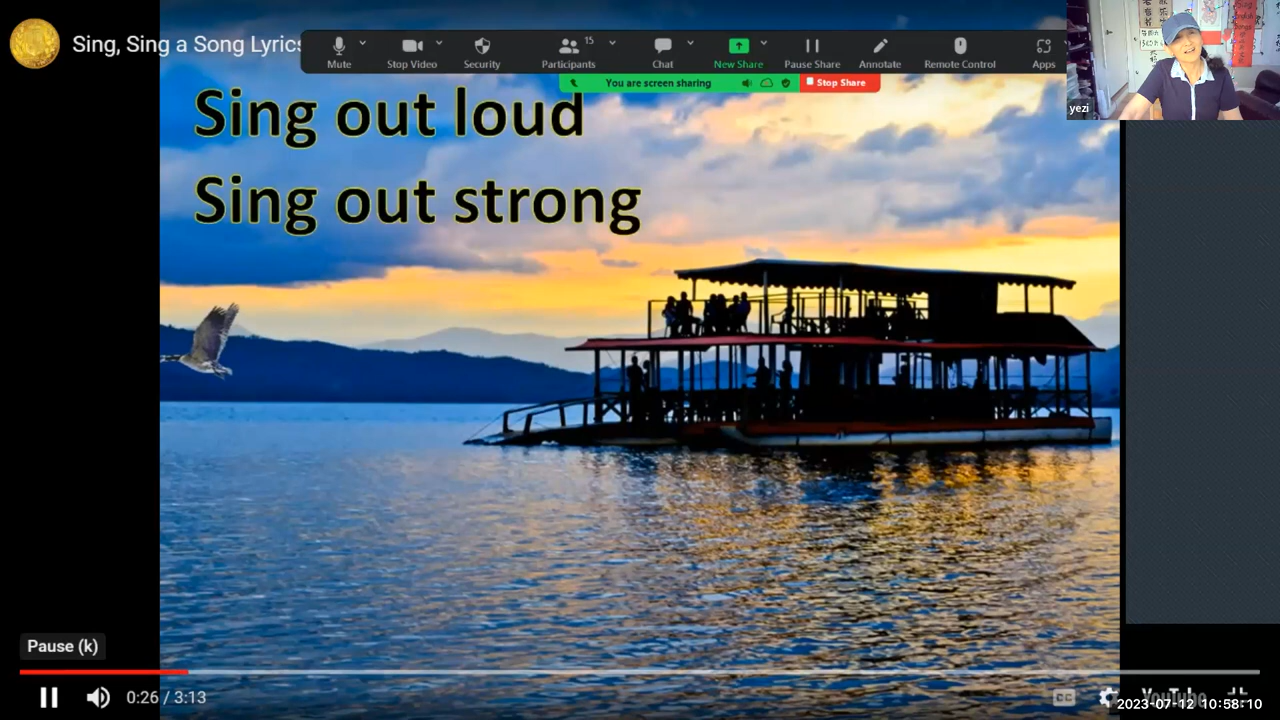 Sing, Sing a Song Lyrics
Mute
Stop Video
Security
Participants
15
Chat
New Share
Pause Share
Annotate
Remote Control
Apps
You are screen sharing
Stop Share
yezi
Sing out loud
Sing out strong
Pause (k)
0:26 / 3:13
CC
YouTube
2023-07-12 10:58:10